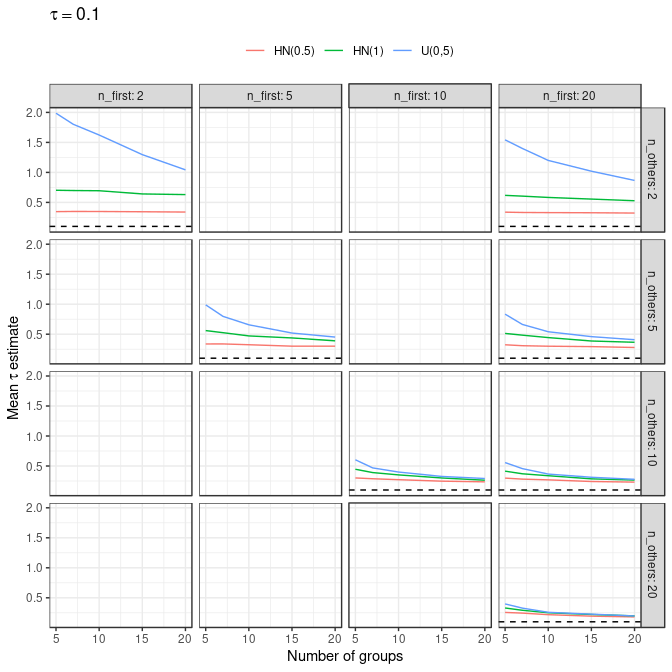 τ = 0.1
HN(0.5) HN(1) U(0,5)
n_first: 2 n_first: 5 n_first: 10 n_first: 20
2.0
1.5
1.0
0.5
n_others: 2
2.0
1.5
1.0
0.5
n_others: 5
2.0
1.5
1.0
0.5
n_others: 10
2.0
1.5
1.0
0.5
n_others: 20
Mean τ estimate
5 10 15 20 5 10 15 20 5 10 15 20 5 10 15 20
Number of groups